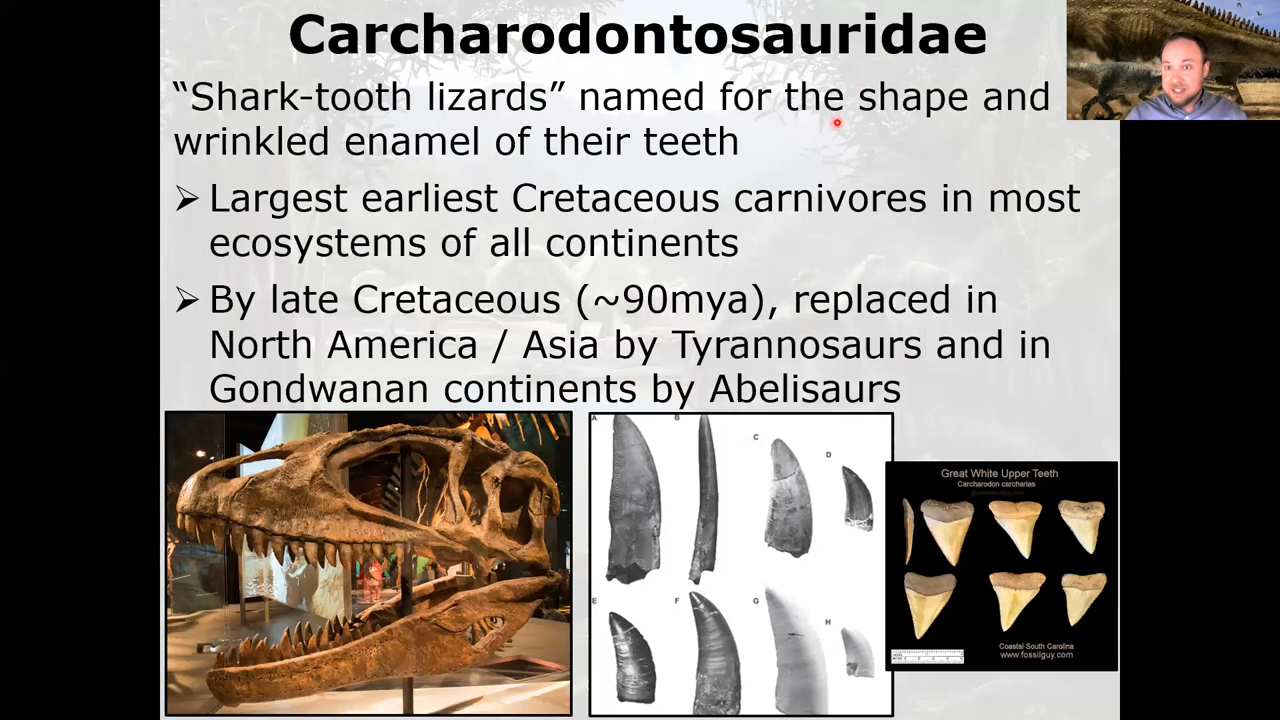 Carcharodontosauridae
“Shark-tooth lizards” named for the shape and
wrinkled enamel of their teeth
➢ Largest earliest Cretaceous carnivores in most
ecosystems of all continents
➢ By late Cretaceous (~90mya), replaced in
North America / Asia by Tyrannosaurs and in
Gondwanan continents by Abelisaurs
A B C D
E F G H
Great White Upper Teeth
Carcharodon carcharias
Coastal South Carolina
www.fossilguy.com